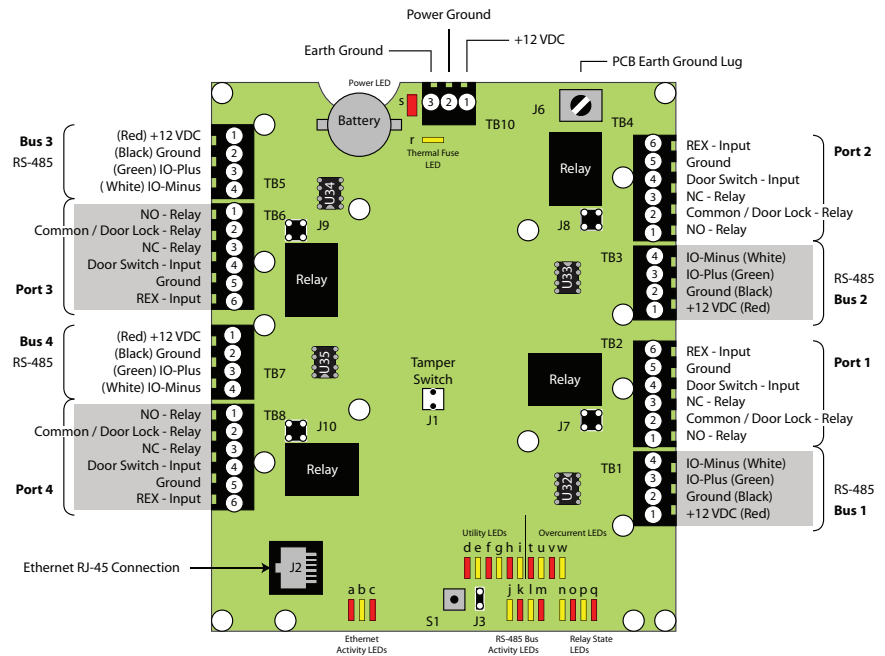 Power Ground
Earth Ground
+12 VDC
PCB Earth Ground Lug
Power LED
s
3 2 1
TB10
J6
TB4
Battery
r
Thermal Fuse
LED
Bus 3
RS-485
(Red) +12 VDC
(Black) Ground
(Green) IO-Plus
(White) IO-Minus
1
2
3
4
TB5
U34
Port 3
NO - Relay
Common / Door Lock - Relay
NC - Relay
Door Switch - Input
Ground
REX - Input
1
2
3
4
5
6
TB6
J9
Relay
Bus 4
RS-485
(Red) +12 VDC
(Black) Ground
(Green) IO-Plus
(White) IO-Minus
1
2
3
4
TB7
U35
Port 4
NO - Relay
Common / Door Lock - Relay
NC - Relay
Door Switch - Input
Ground
REX - Input
1
2
3
4
5
6
TB8
J10
Relay
Tamper
Switch
J1
Relay
J8
6
5
4
3
2
1
REX - Input
Ground
Door Switch - Input
NC - Relay
Common / Door Lock - Relay
NO - Relay
Port 2
TB3
U33
4
3
2
1
IO-Minus (White)
IO-Plus (Green)
Ground (Black)
+12 VDC (Red)
RS-485
Bus 2
TB2
Relay
J7
6
5
4
3
2
1
REX - Input
Ground
Door Switch - Input
NC - Relay
Common / Door Lock - Relay
NO - Relay
Port 1
TB1
U32
4
3
2
1
IO-Minus (White)
IO-Plus (Green)
Ground (Black)
+12 VDC (Red)
RS-485
Bus 1
Ethernet RJ-45 Connection
J2
Utility LEDs
Overcurrent LEDs
d e f g h i t u v w
a b c
S1
J3
j k l m
n o p q
Ethernet
Activity LEDs
RS-485 Bus
Activity LEDs
Relay State
LEDs